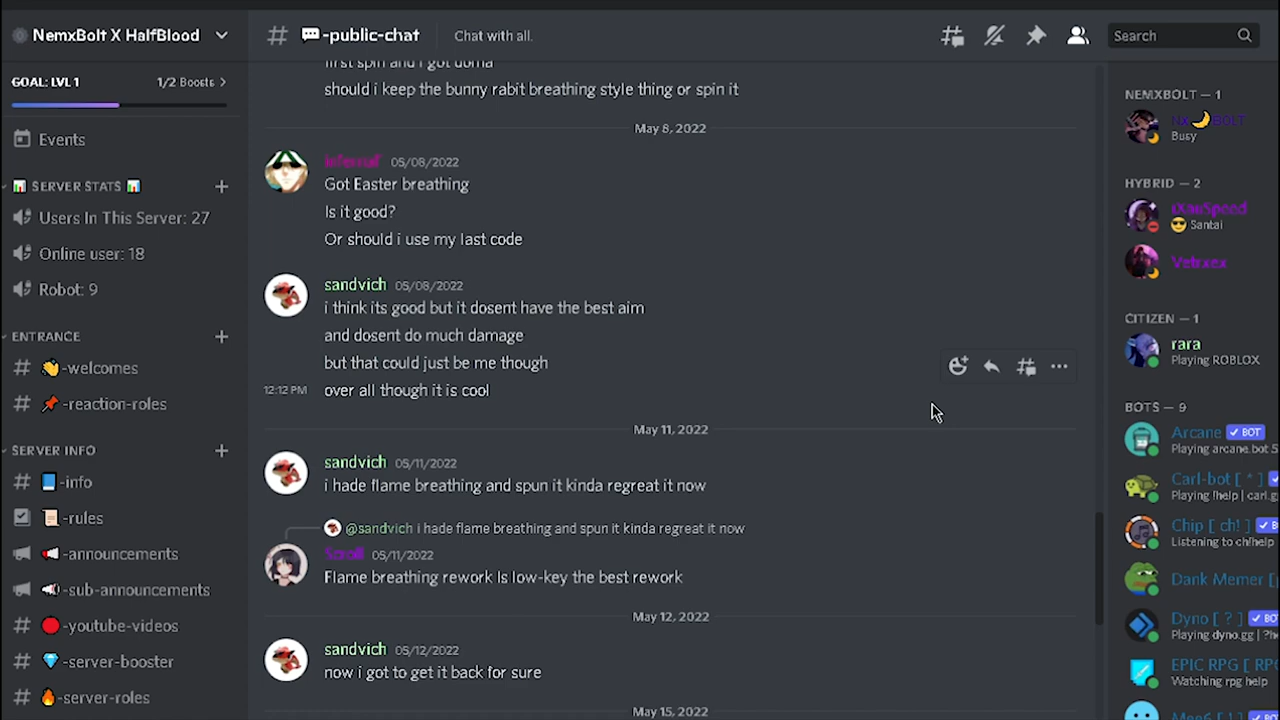 NemxBolt X HalfBlood
GOAL: LVL 1
1/2 Boosts
Events
SERVER STATS
Users In This Server: 27
Online user: 18
Robot: 9
ENTRANCE
-welcomes
-reaction-roles
SERVER INFO
-info
-rules
-announcements
-sub-announcements
-youtube-videos
-server-booster
-server-roles
-public-chat
Chat with all.
Search
first spin and i got doma
should i keep the bunny rabit breathing style thing or spin it
May 8, 2022
infernal 05/08/2022
Got Easter breathing
Is it good?
Or should i use my last code
sandvich 05/08/2022
i think its good but it dosent have the best aim
and dosent do much damage
but that could just be me though
12:12 PM over all though it is cool
May 11, 2022
sandvich 05/11/2022
i hade flame breathing and spun it kinda regreat it now
@sandvich i hade flame breathing and spun it kinda regreat it now
Scroll 05/11/2022
Flame breathing rework is low-key the best rework
May 12, 2022
sandvich 05/12/2022
now i got to get it back for sure
May 15, 2022
NEMXBOLT — 1
Busy
HYBRID — 2
Santai
Vetrxex
CITIZEN — 1
rara
Playing ROBLOX
BOTS — 9
Arcane BOT
Playing arcane.bot
Carl-bot [ * ]
Playing !help | carl.g
Chip [ ch! ]
Listening to ch!help
Dank Memer [
Dyno [ ? ] BO
Playing dyno.gg | ?h
EPIC RPG [ RPG
Watching rpg help
Mee6 [ ! ]